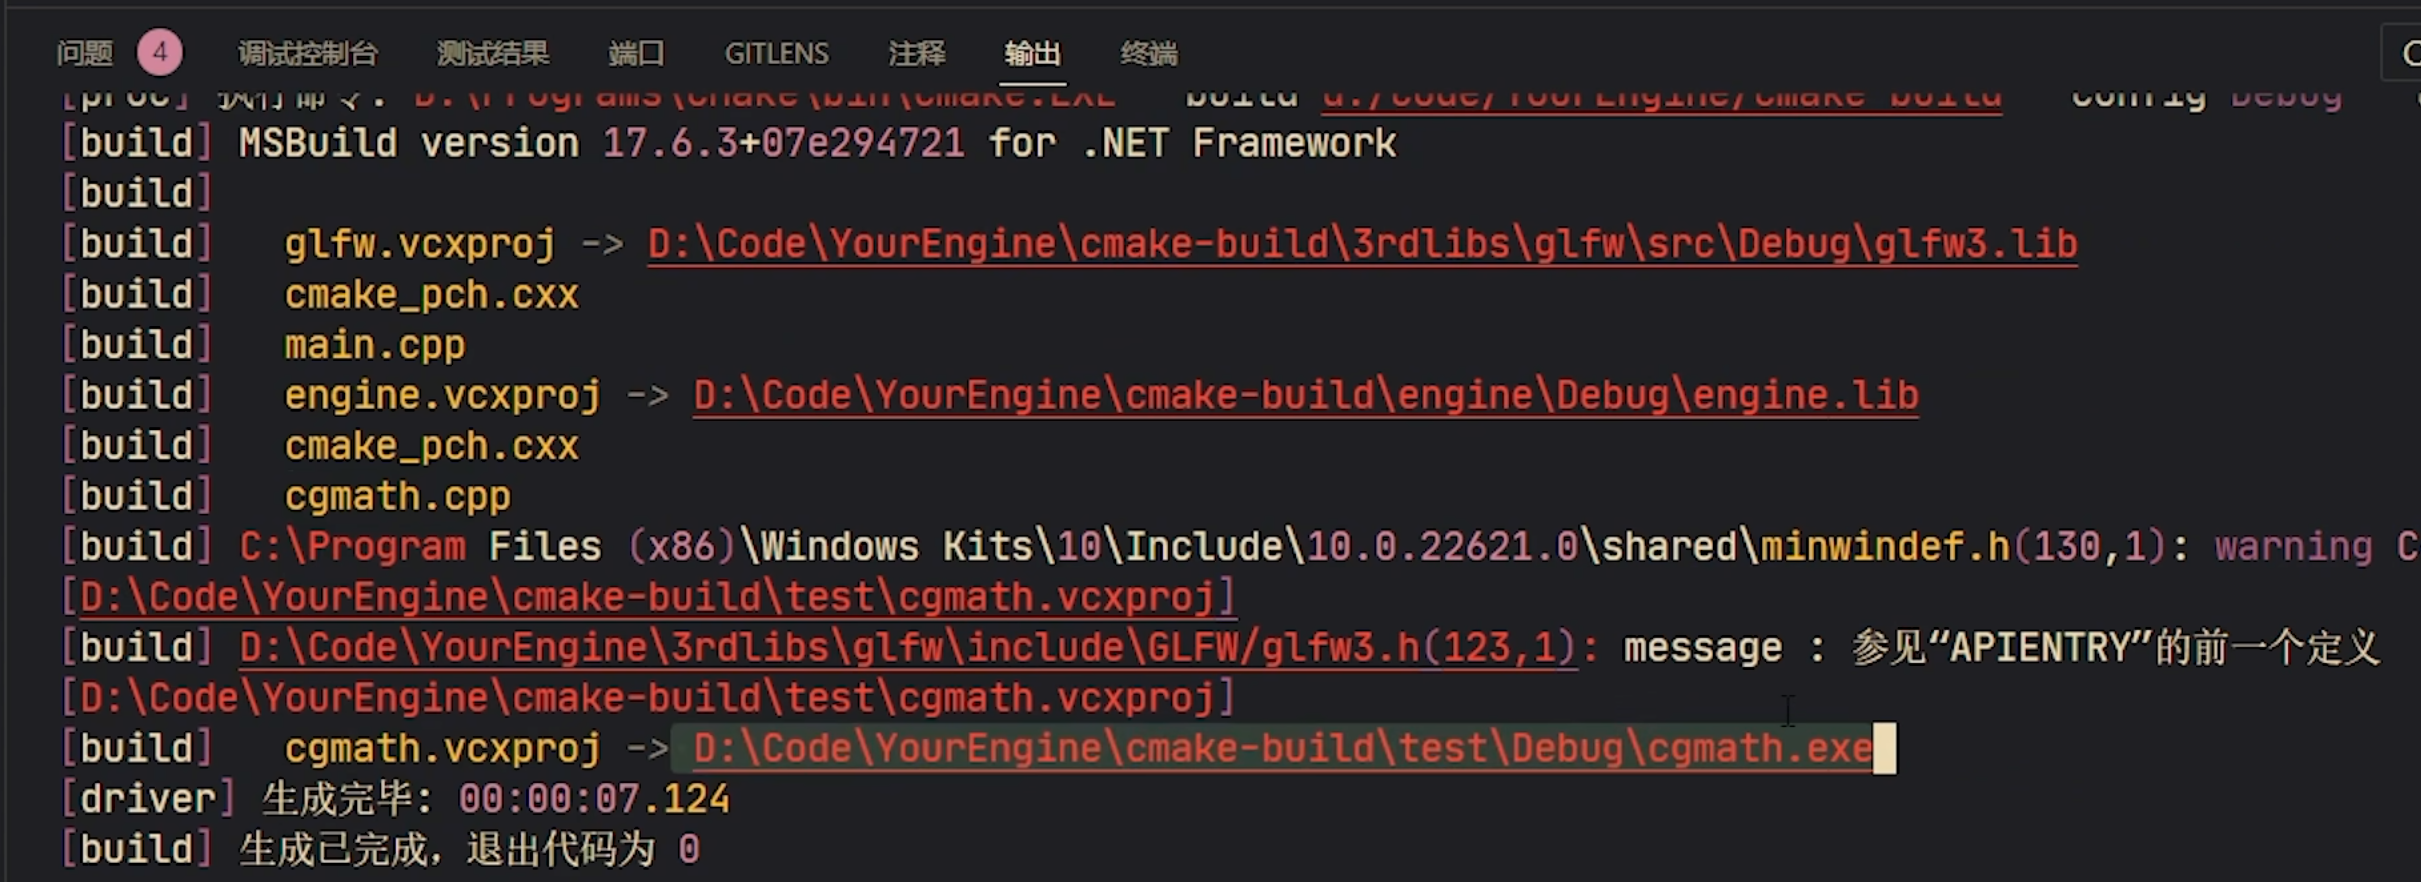 问题 4 调试控制台 测试结果 端口 GITLENS 注释 输出 终端
[proc] 执行命令: D:\Programs\cmake\bin\cmake.EXE build d:/Code/YourEngine/cmake-build config Debug
[build] MSBuild version 17.6.3+07e294721 for .NET Framework
[build]
[build] glfw.vcxproj -> D:\Code\YourEngine\cmake-build\3rdlibs\glfw\src\Debug\glfw3.lib
[build] cmake_pch.cxx
[build] main.cpp
[build] engine.vcxproj -> D:\Code\YourEngine\cmake-build\engine\Debug\engine.lib
[build] cmake_pch.cxx
[build] cgmath.cpp
[build] C:\Program Files (x86)\Windows Kits\10\Include\10.0.22621.0\shared\minwindef.h(130,1): warning C
[D:\Code\YourEngine\cmake-build\test\cgmath.vcxproj]
[build] D:\Code\YourEngine\3rdlibs\glfw\include\GLFW/glfw3.h(123,1): message : 参见“APIENTRY”的前一个定义
[D:\Code\YourEngine\cmake-build\test\cgmath.vcxproj]
[build] cgmath.vcxproj -> D:\Code\YourEngine\cmake-build\test\Debug\cgmath.exe
[driver] 生成完毕: 00:00:07.124
[build] 生成已完成，退出代码为 0